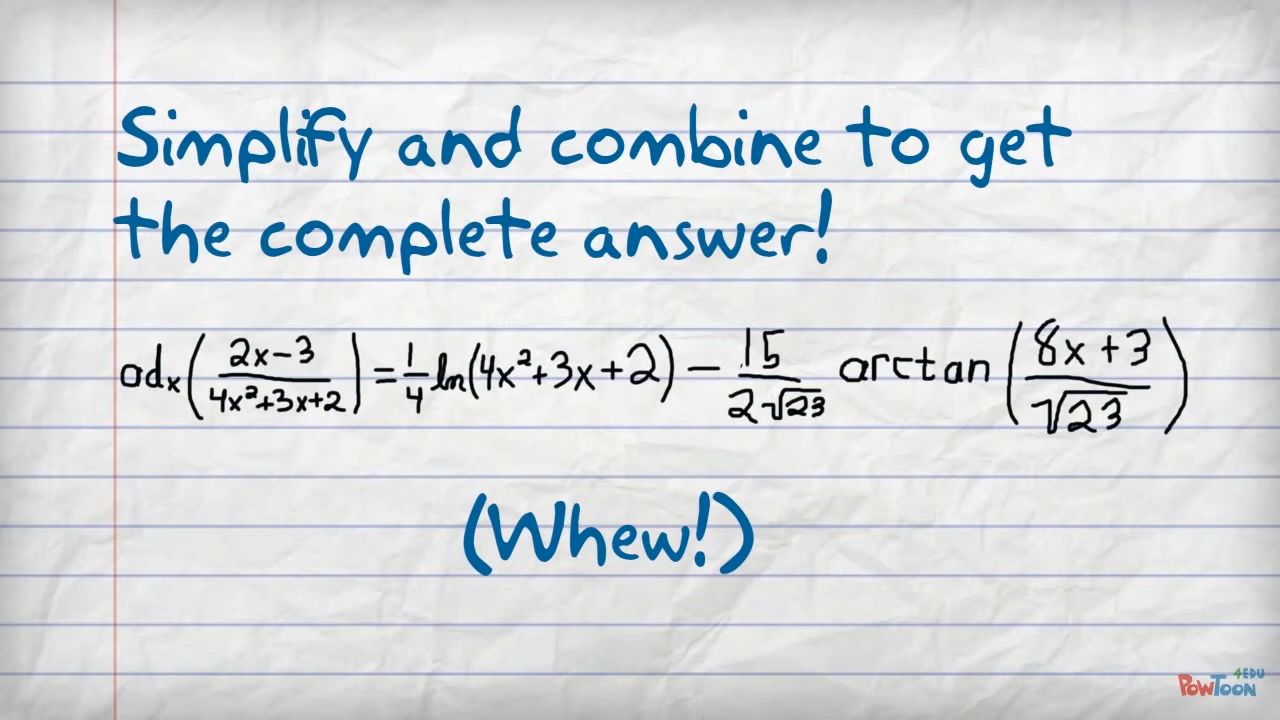 Simplify and combine to get
the complete answer!
adₓ((2x-3)/(4x²+3x+2)) = 1/4 ln(4x²+3x+2) - 15/(2√23) arctan((8x+3)/√23)
(Whew!)
4EDU
PowToon